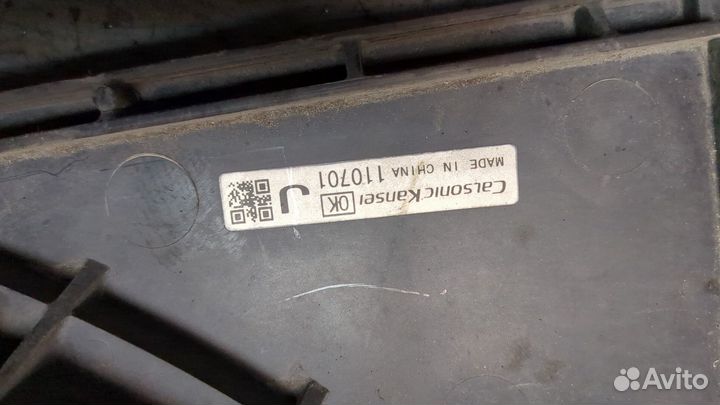 CalsonicKansei
MADE IN CHINA 110701
OK
J
Avito